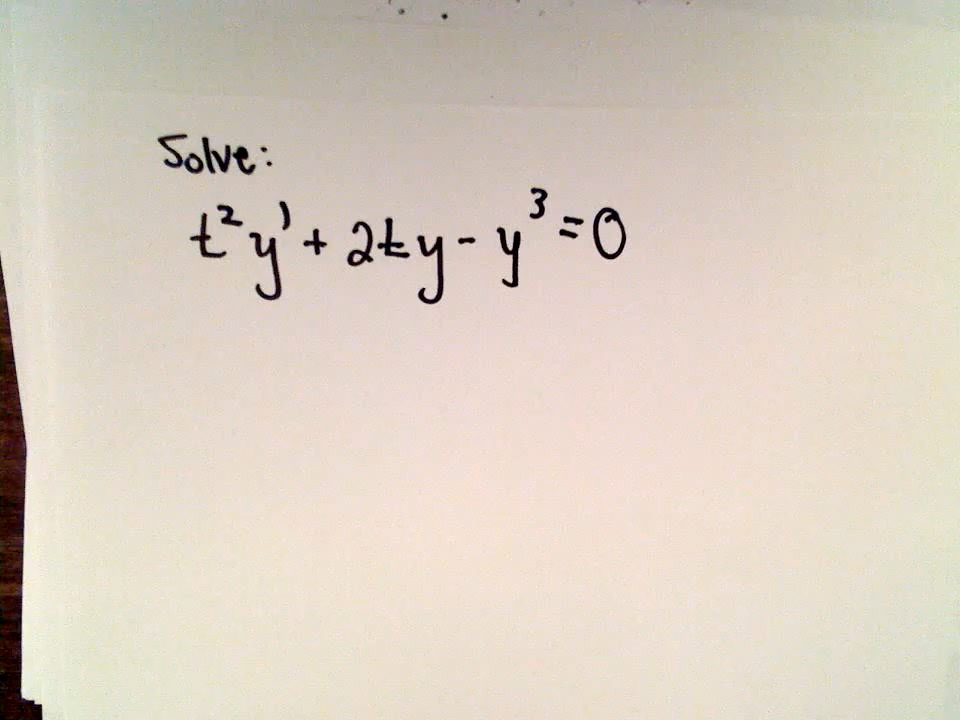 Solve:
t²y' + 2ty - y³ = 0